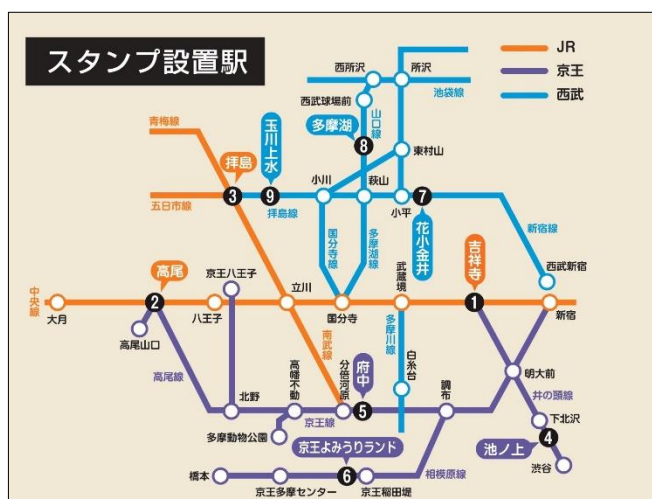 スタンプ設置駅
JR
京王
西武
西所沢
所沢
池袋線
西武球場前
山口線
青梅線
玉川上水
多摩湖
8
拝島
東村山
3
9
小川
萩山
7
五日市線
拝島線
小平
花小金井
新宿線
国分寺線
多摩湖線
吉祥寺
西武新宿
高尾
京王八王子
武蔵境
中央線
2
立川
1
大月
八王子
国分寺
新宿
高尾山口
南武線
多摩川線
高幡不動
分倍河原
府中
白糸台
明大前
高尾線
井の頭線
北野
5
調布
下北沢
京王線
多摩動物公園
4
京王よみうりランド
池ノ上
6
渋谷
橋本
京王多摩センター
京王稲田堤
相模原線